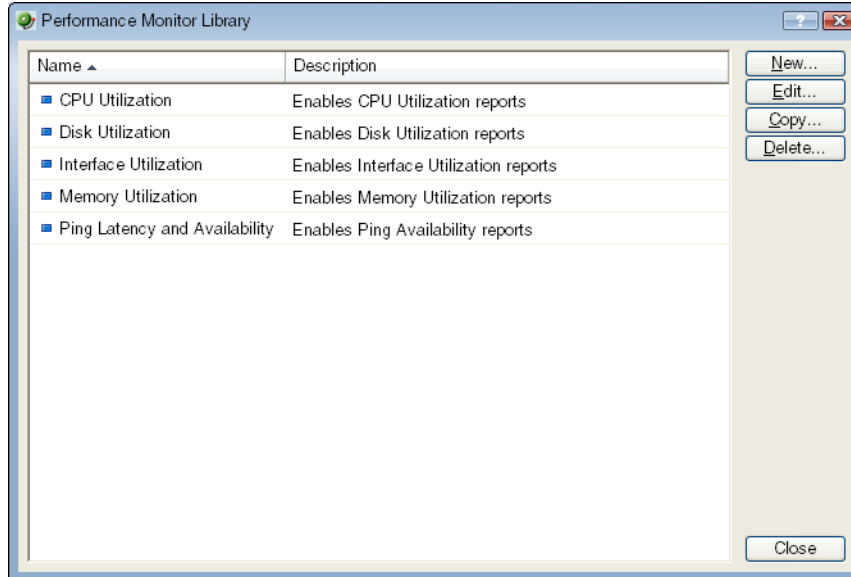 Performance Monitor Library
?
Name Description
CPU Utilization Enables CPU Utilization reports
Disk Utilization Enables Disk Utilization reports
Interface Utilization Enables Interface Utilization reports
Memory Utilization Enables Memory Utilization reports
Ping Latency and Availability Enables Ping Availability reports
New...
Edit...
Copy...
Delete...
Close